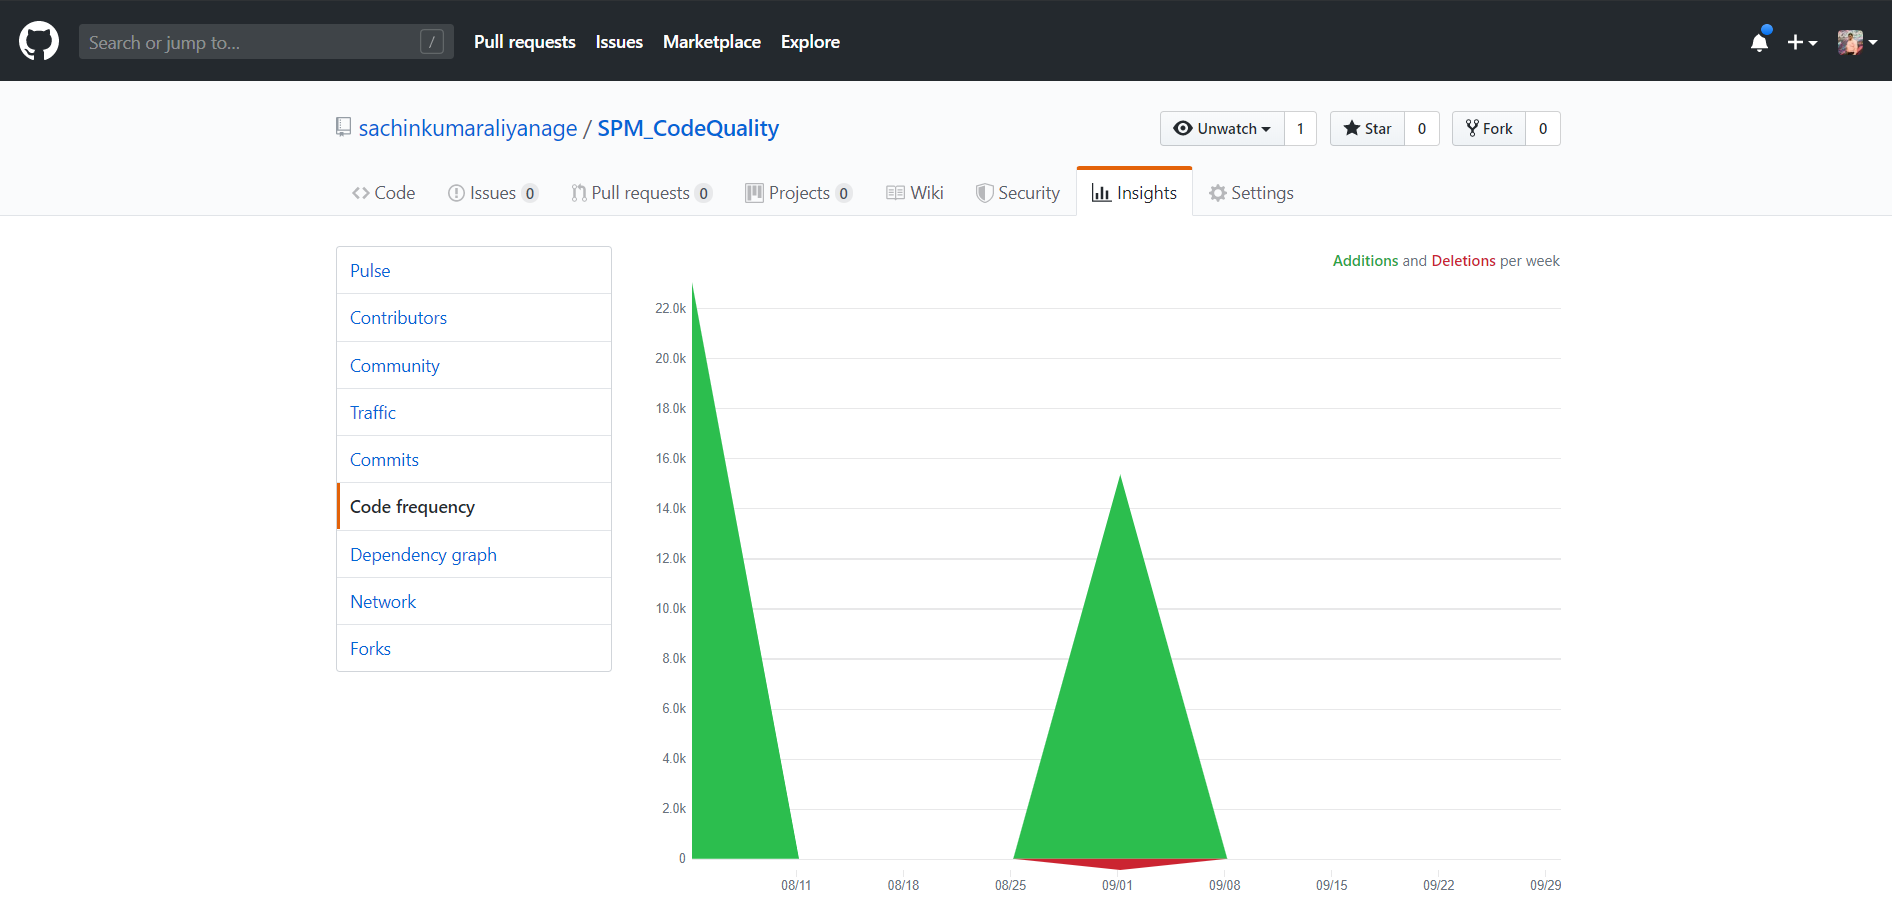 Search or jump to... / Pull requests Issues Marketplace Explore
sachinkumaraliyanage / SPM_CodeQuality Unwatch 1 Star 0 Fork 0
Code Issues 0 Pull requests 0 Projects 0 Wiki Security Insights Settings
Pulse
Contributors
Community
Traffic
Commits
Code frequency
Dependency graph
Network
Forks
Additions and Deletions per week
22.0k
20.0k
18.0k
16.0k
14.0k
12.0k
10.0k
8.0k
6.0k
4.0k
2.0k
0
08/11 08/18 08/25 09/01 09/08 09/15 09/22 09/29